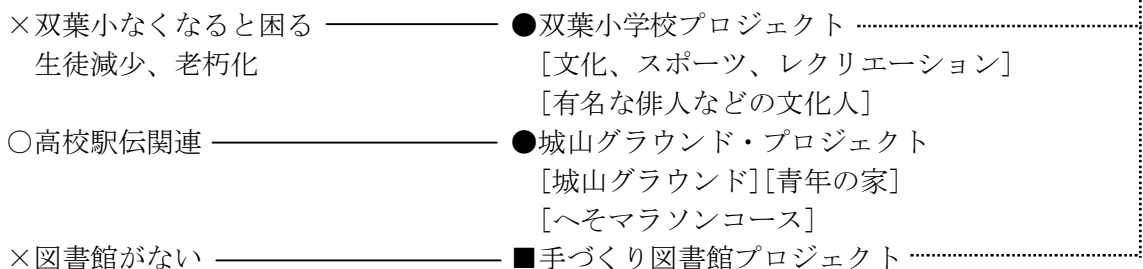 ×双葉小なくなると困る ●双葉小学校プロジェクト
生徒減少、老朽化 [文化、スポーツ、レクリエーション]
[有名な俳人などの文化人]
○高校駅伝関連 ●城山グラウンド・プロジェクト
[城山グラウンド][青年の家]
[へそマラソンコース]
×図書館がない ■手づくり図書館プロジェクト